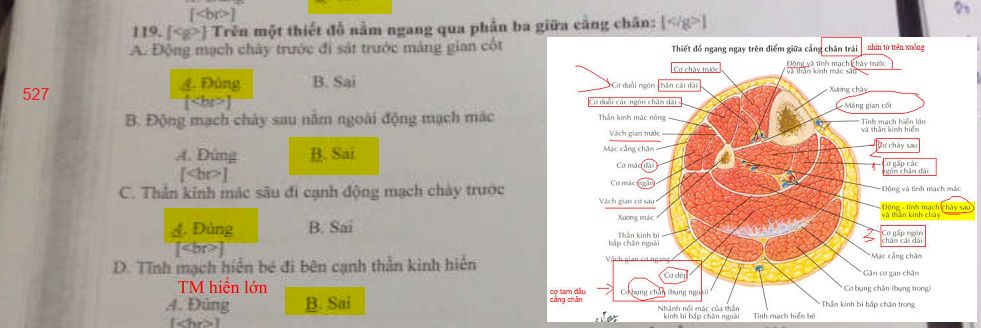 [<br>]
119. [<g>] Trên một thiết đồ nằm ngang qua phần ba giữa cẳng chân: [</g>]
A. Động mạch chày trước đi sát trước màng gian cốt
A. Đúng
B. Sai
[<br>]
527
B. Động mạch chày sau nằm ngoài động mạch mác
A. Đúng
B. Sai
[<br>]
C. Thần kinh mác sâu đi cạnh động mạch chày trước
A. Đúng
B. Sai
[<br>]
D. Tĩnh mạch hiển bé đi bên cạnh thần kinh hiển
TM hiển lớn
A. Đúng
B. Sai
[<br>]
Thiết đồ ngang ngay trên điểm giữa cẳng chân trái
nhìn từ trên xuống
Cơ chày trước
Cơ duỗi ngón chân cái dài
Cơ duỗi các ngón chân dài
Thần kinh mác nông
Vách gian trước
Mạc cẳng chân
Cơ mác dài
Cơ mác ngắn
Vách gian cơ sau
Xương mác
Thần kinh bì
bắp chân ngoài
Vách gian cơ ngang
Cơ dép
cơ tam đầu
cẳng chân
Cơ bụng chân (bụng ngoài)
Nhánh nối mác của thần
kinh bì bắp chân ngoài
Tĩnh mạch hiển bé
Động và tĩnh mạch chày trước
và thần kinh mác sâu
Xương chày
Màng gian cốt
Tĩnh mạch hiển lớn
và thần kinh hiển
Cơ chày sau
1
Cơ gấp các
ngón chân dài
Động và tĩnh mạch mác
Động - tĩnh mạch chày sau
và thần kinh chày
2
Cơ gấp ngón
chân cái dài
Mạc cẳng chân
Gân cơ gan chân
Cơ bụng chân (bụng trong)
Thần kinh bì bắp chân trong